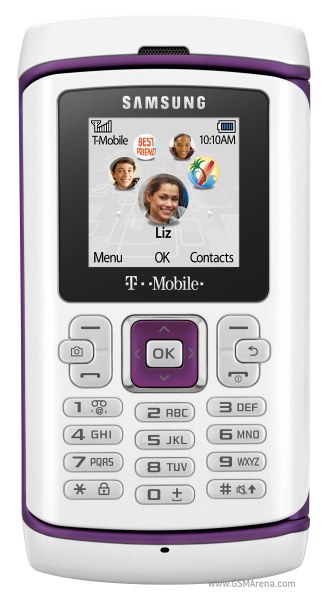 SAMSUNG
T-Mobile 10:10AM
BEST FRIEND
Liz
Menu OK Contacts
T··Mobile·
OK
1 .@,
2 ABC
3 DEF
4 GHI
5 JKL
6 MNO
7 PQRS
8 TUV
9 WXYZ
*
0 ±
#
www.GSMArena.com